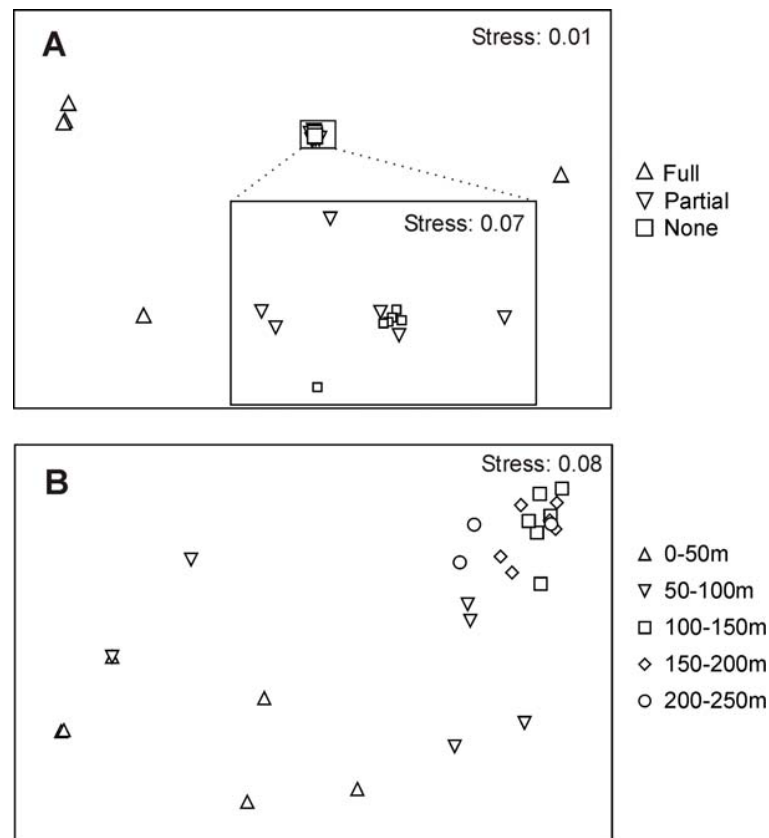 A
Stress: 0.01
Full
Partial
None
Stress: 0.07
B
Stress: 0.08
0-50m
50-100m
100-150m
150-200m
200-250m